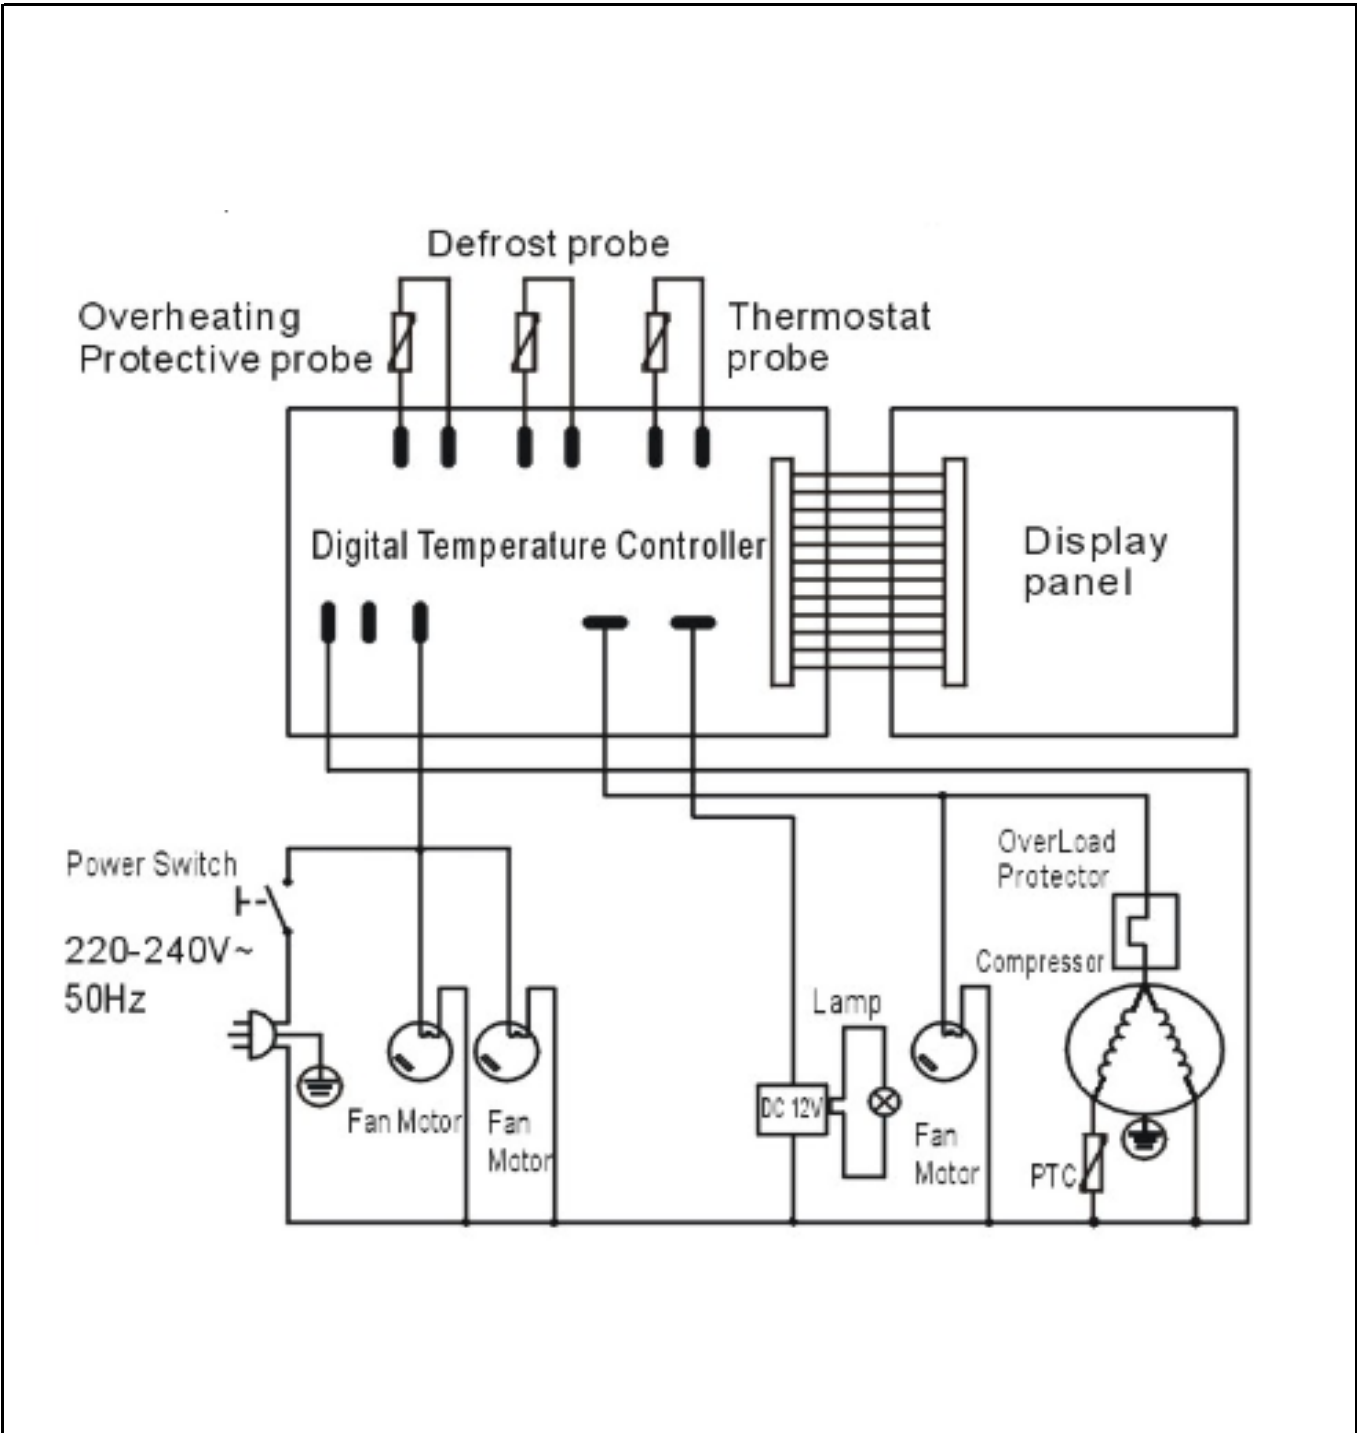 Defrost probe
Overheating
Protective probe
Thermostat
probe
Digital Temperature Controller
Display
panel
Power Switch
220-240V~
50Hz
OverLoad
Protector
Compressor
Lamp
DC 12V
Fan Motor
Fan
Motor
Fan
Motor
PTC